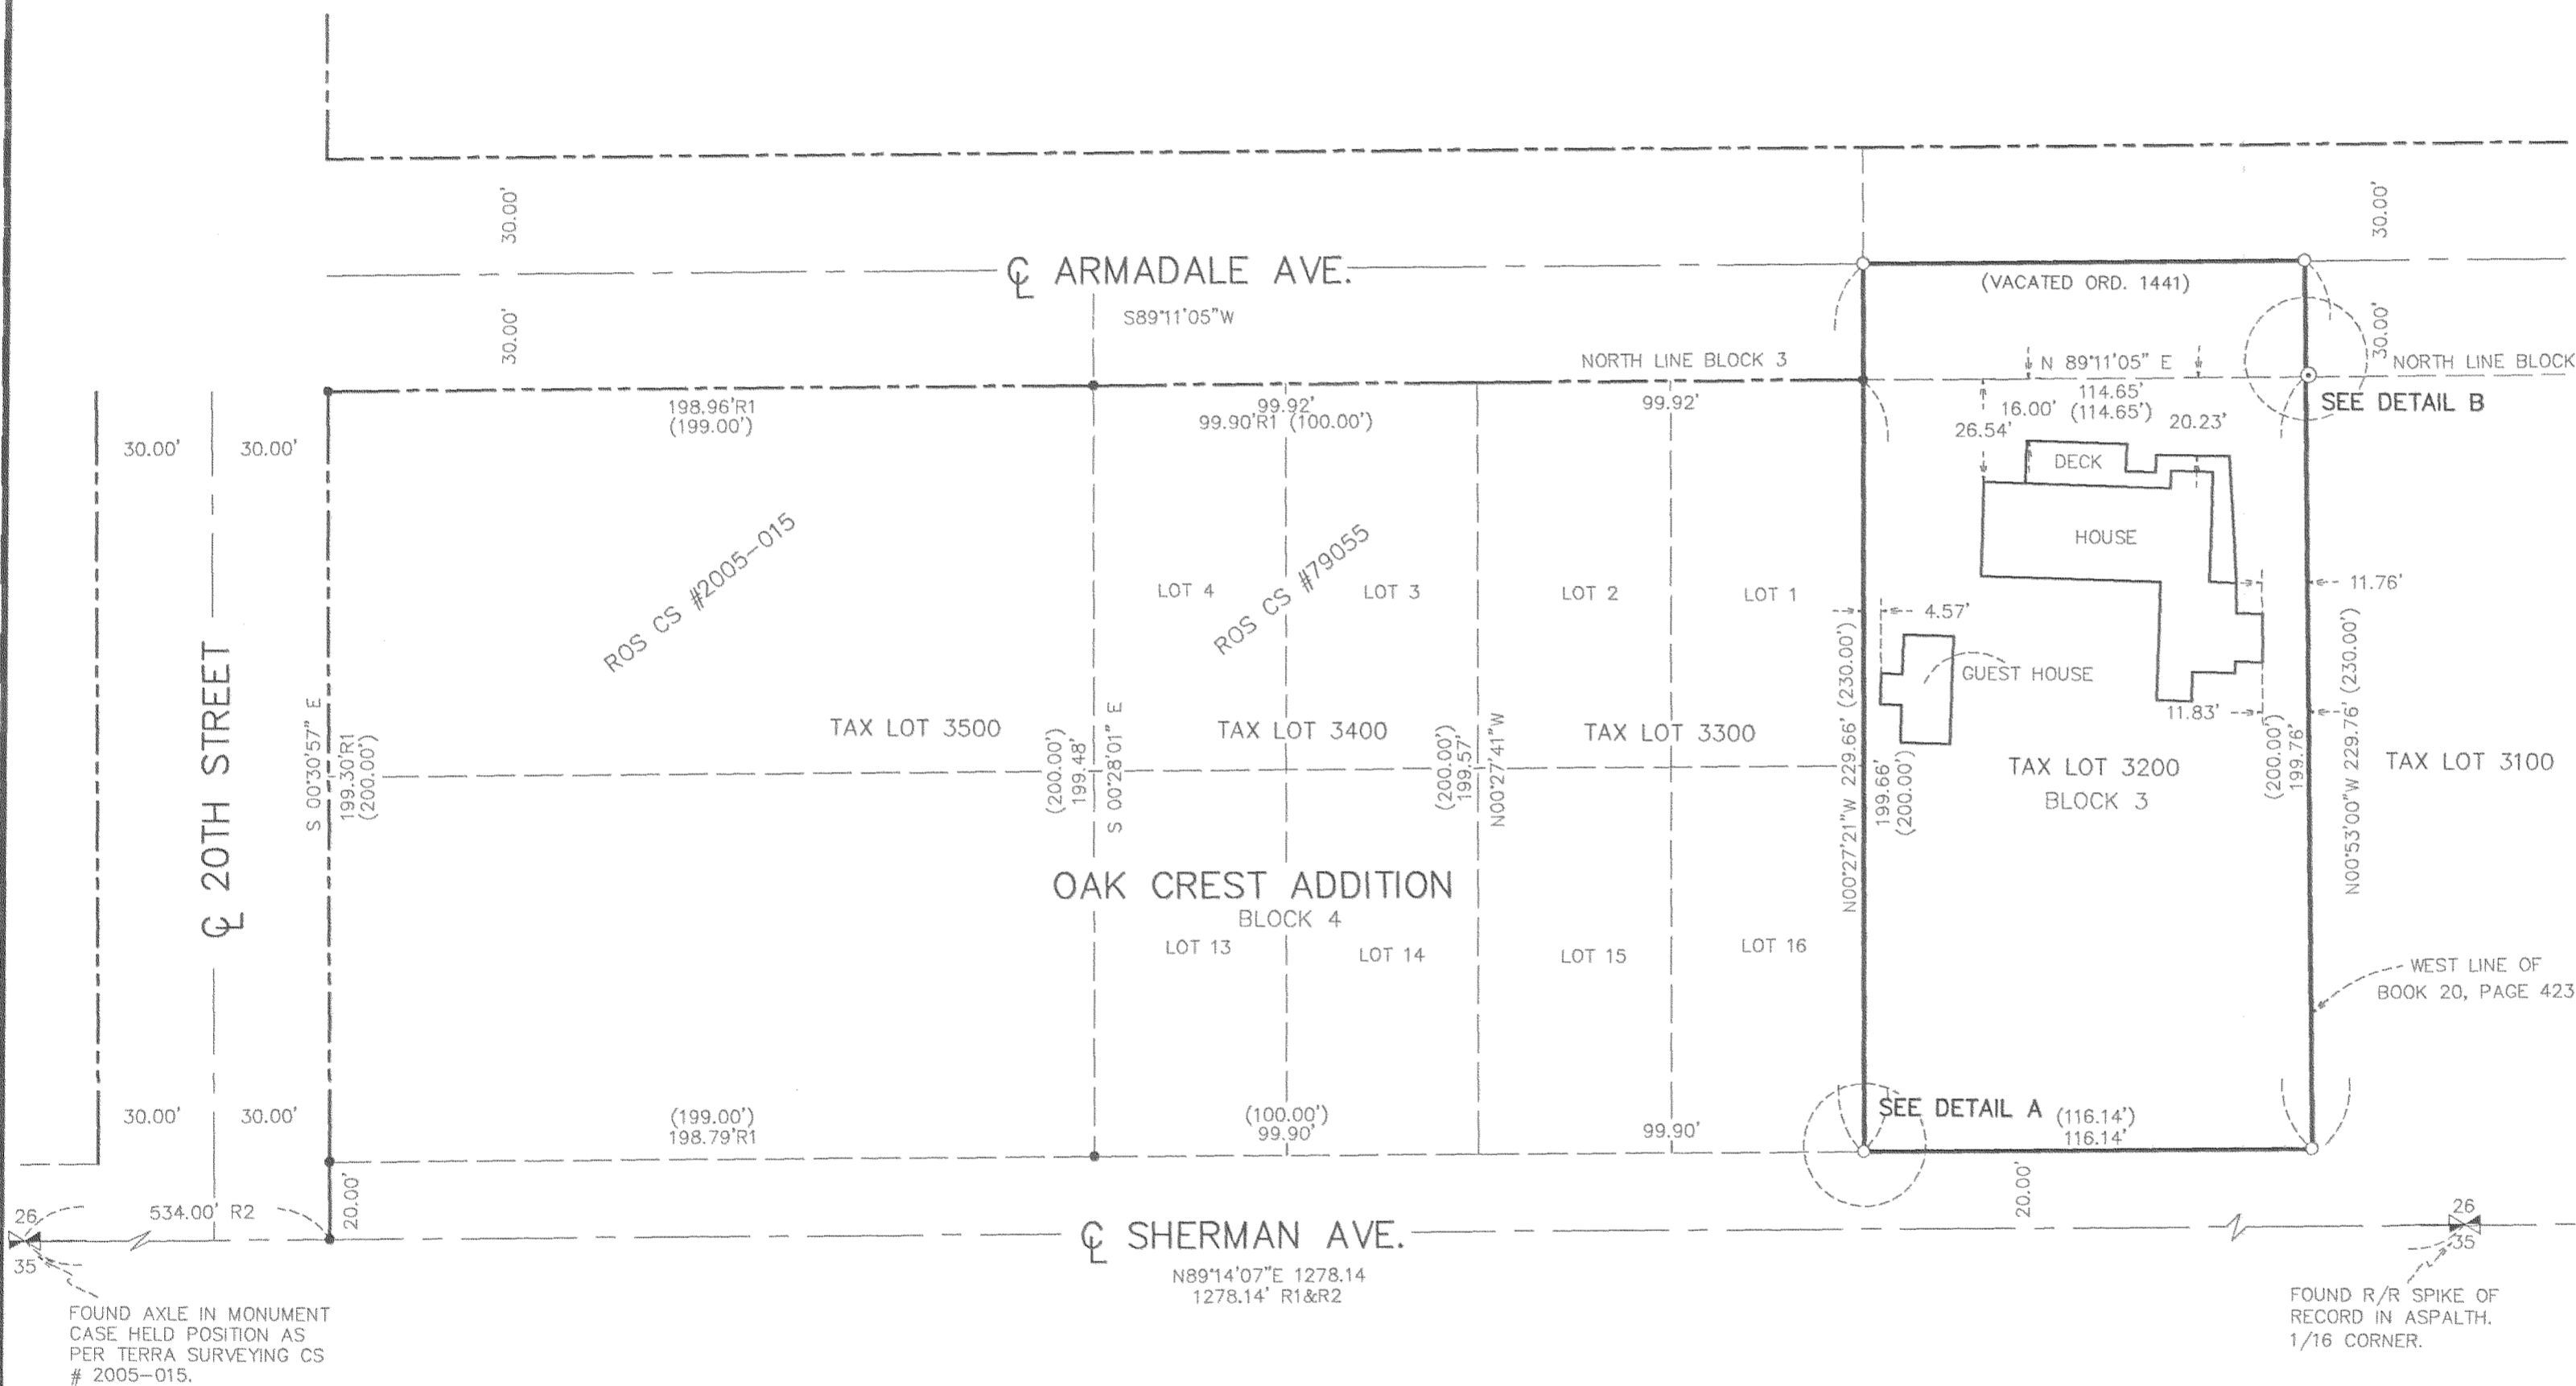 30.00'
30.00'
℄ ARMADALE AVE.
S89°11'05"W
(VACATED ORD. 1441)
30.00'
30.00'
NORTH LINE BLOCK 3
N 89°11'05" E
114.65'
(114.65')
NORTH LINE BLOCK
SEE DETAIL B
198.96'R1
(199.00')
99.92'
99.90'R1 (100.00')
99.92'
16.00'
20.23'
26.54'
30.00'
30.00'
DECK
HOUSE
11.76'
ROS CS #2005-015
ROS CS #79055
LOT 4
LOT 3
LOT 2
LOT 1
4.57'
GUEST HOUSE
11.83'
℄ 20TH STREET
S 00°30'57" E
199.30'R1
(200.00')
TAX LOT 3500
(200.00')
199.48'
S 00°28'01" E
TAX LOT 3400
(200.00')
199.57'
N00°27'41"W
TAX LOT 3300
N00°27'21"W 229.66' (230.00')
199.66'
(200.00')
TAX LOT 3200
BLOCK 3
(200.00')
199.76'
N00°53'00"W 229.76' (230.00')
TAX LOT 3100
OAK CREST ADDITION
BLOCK 4
LOT 13
LOT 14
LOT 15
LOT 16
WEST LINE OF
BOOK 20, PAGE 423
30.00'
30.00'
(199.00')
198.79'R1
(100.00')
99.90'
99.90'
SEE DETAIL A
(116.14')
116.14'
26
35
534.00' R2
20.00'
℄ SHERMAN AVE.
N89°14'07"E 1278.14
1278.14' R1&R2
20.00'
26
35
FOUND AXLE IN MONUMENT
CASE HELD POSITION AS
PER TERRA SURVEYING CS
# 2005-015.
FOUND R/R SPIKE OF
RECORD IN ASPALTH.
1/16 CORNER.